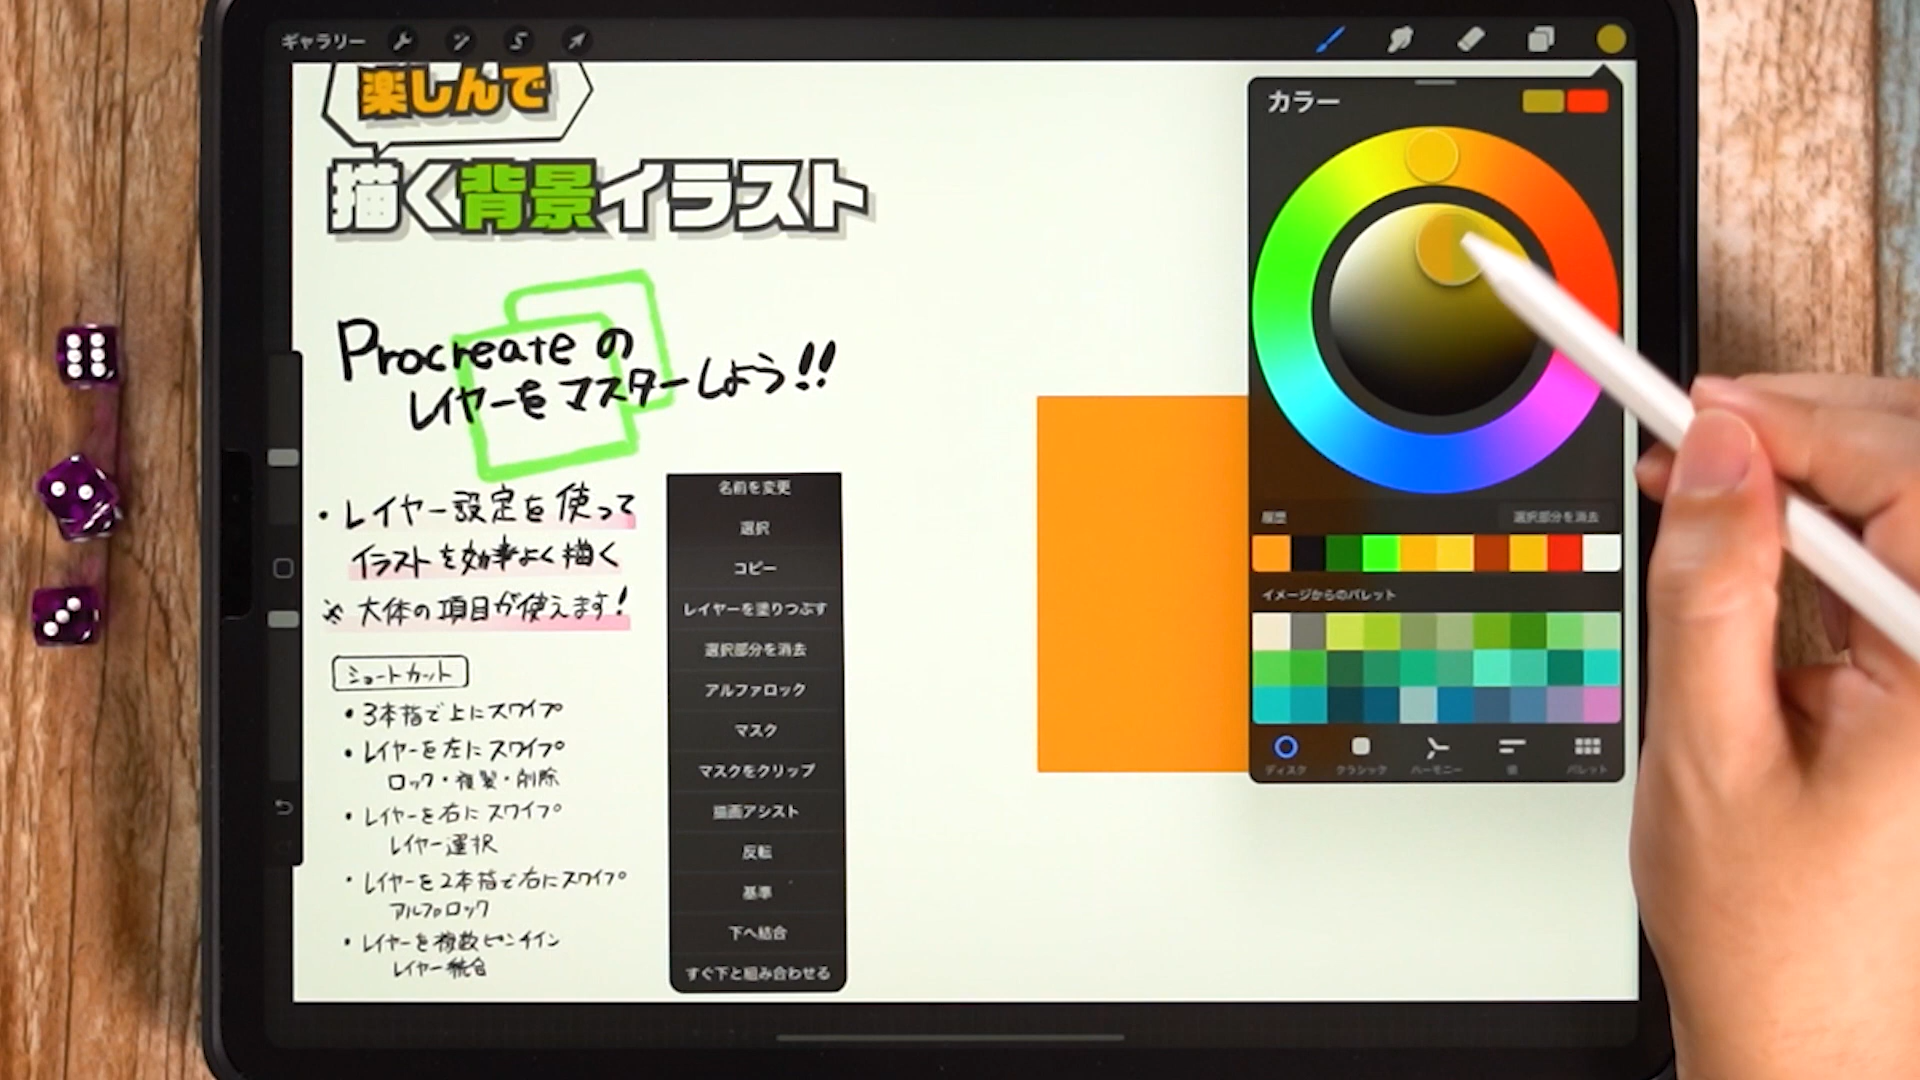 ギャラリー
楽しんで
描く背景イラスト
Procreateの
レイヤーをマスターしよう!!
・レイヤー設定を使って
イラストを効率よく描く
※大体の項目が使えます!
ショートカット
・3本指で上にスワイプ
・レイヤーを左にスワイプ
ロック・複製・削除
・レイヤーを右にスワイプ
レイヤー選択
・レイヤーを2本指で右にスワイプ
アルファロック
・レイヤーを複数ピンチイン
レイヤー統合
名前を変更
選択
コピー
レイヤーを塗りつぶす
選択部分を消去
アルファロック
マスク
マスクをクリップ
描画アシスト
反転
基準
下へ結合
すぐ下と組み合わせる
カラー
履歴
選択部分を消去
イメージからのパレット
ディスク
クラシック
ハーモニー
値
パレット